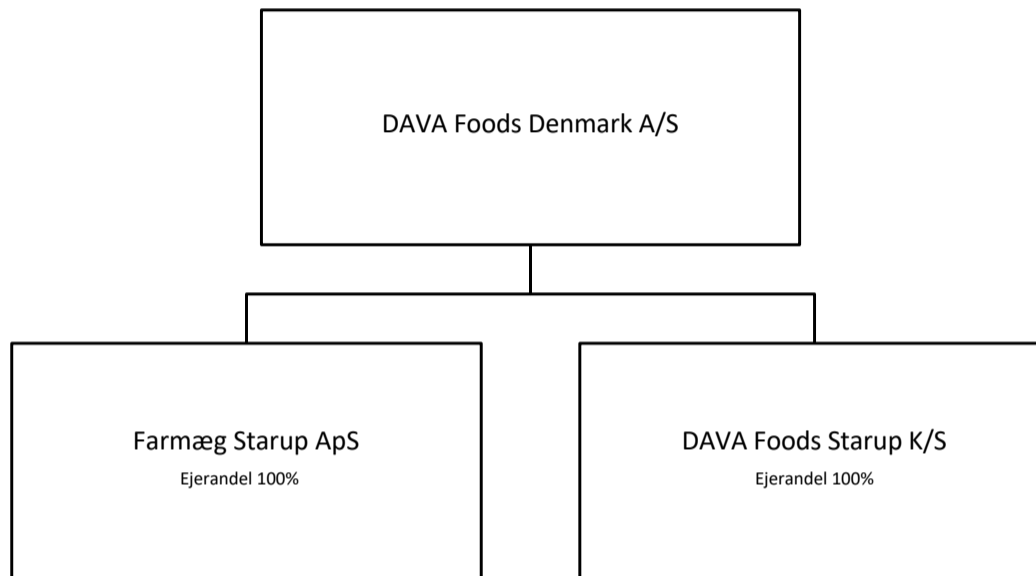 DAVA Foods Denmark A/S
Farmæg Starup ApS
Ejerandel 100%
DAVA Foods Starup K/S
Ejerandel 100%